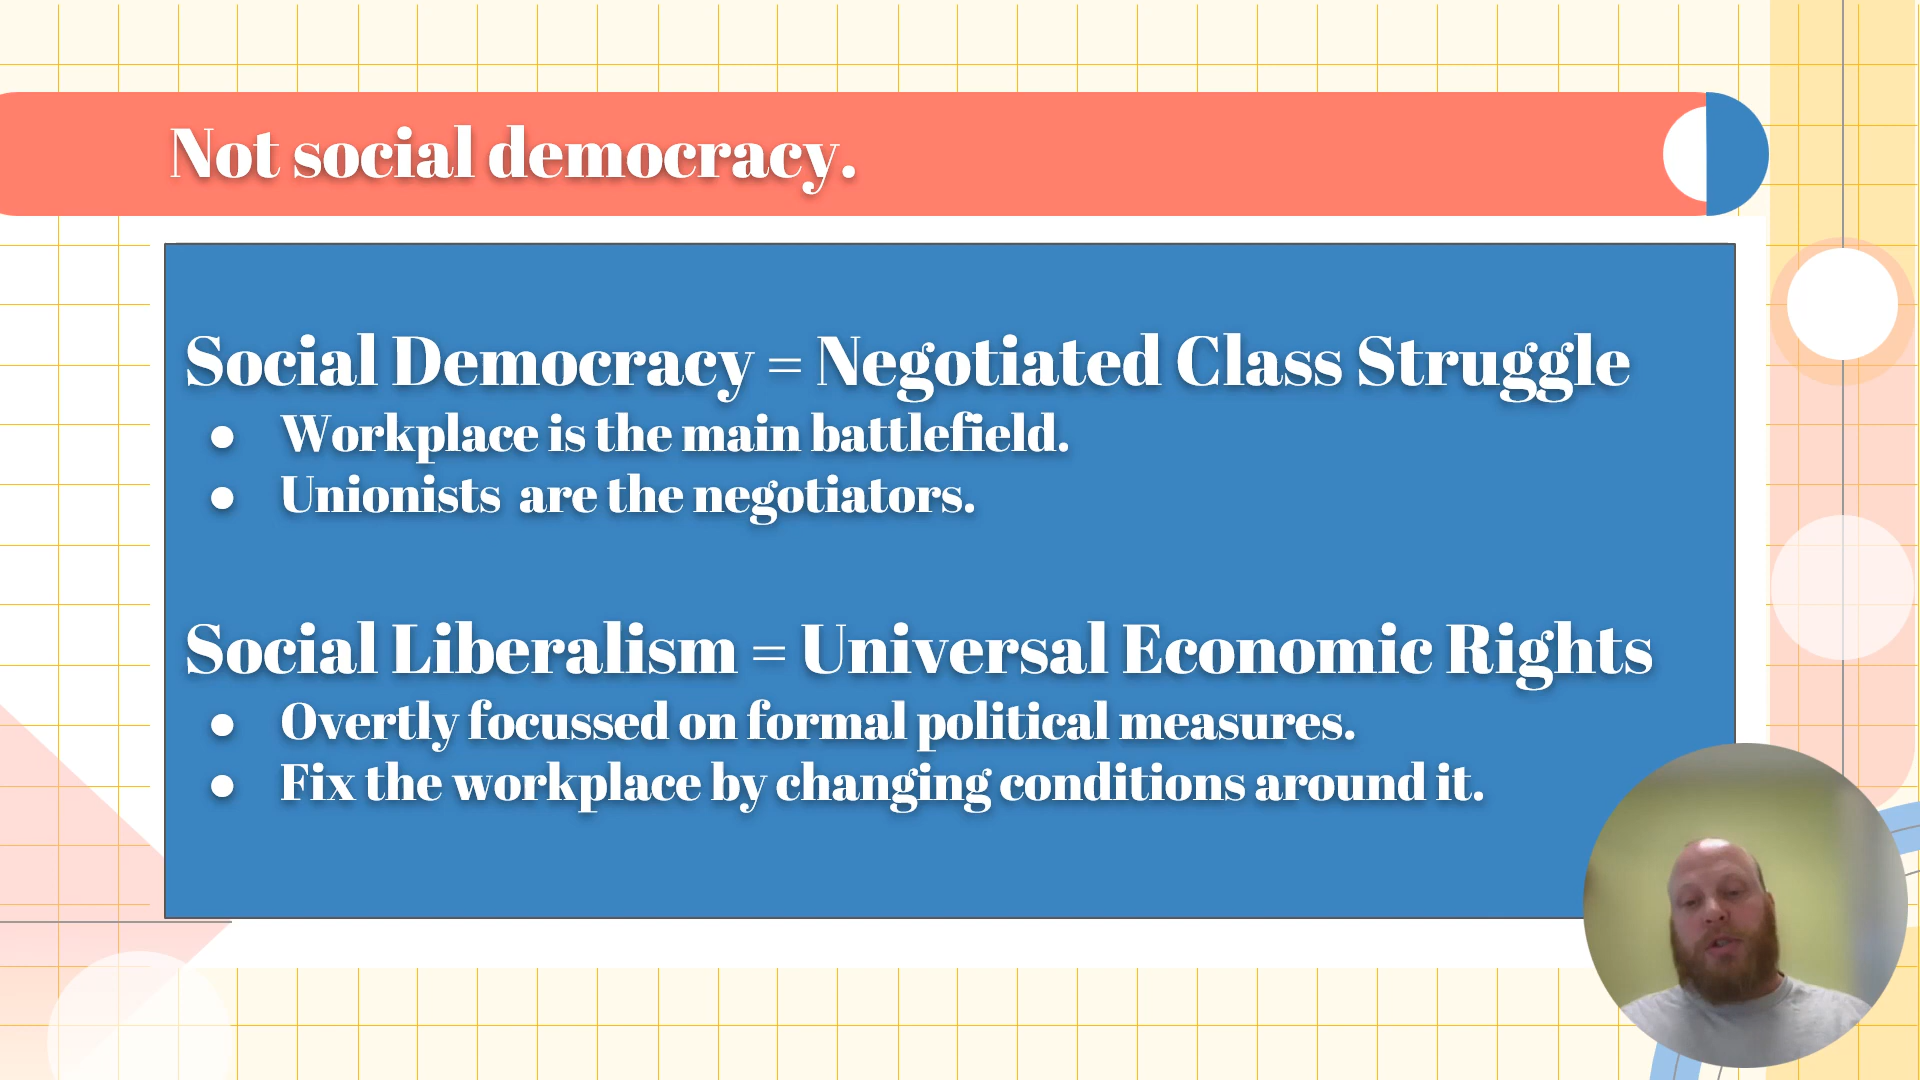 Not social democracy.
Social Democracy = Negotiated Class Struggle
● Workplace is the main battlefield.
● Unionists are the negotiators.
Social Liberalism = Universal Economic Rights
● Overtly focussed on formal political measures.
● Fix the workplace by changing conditions around it.